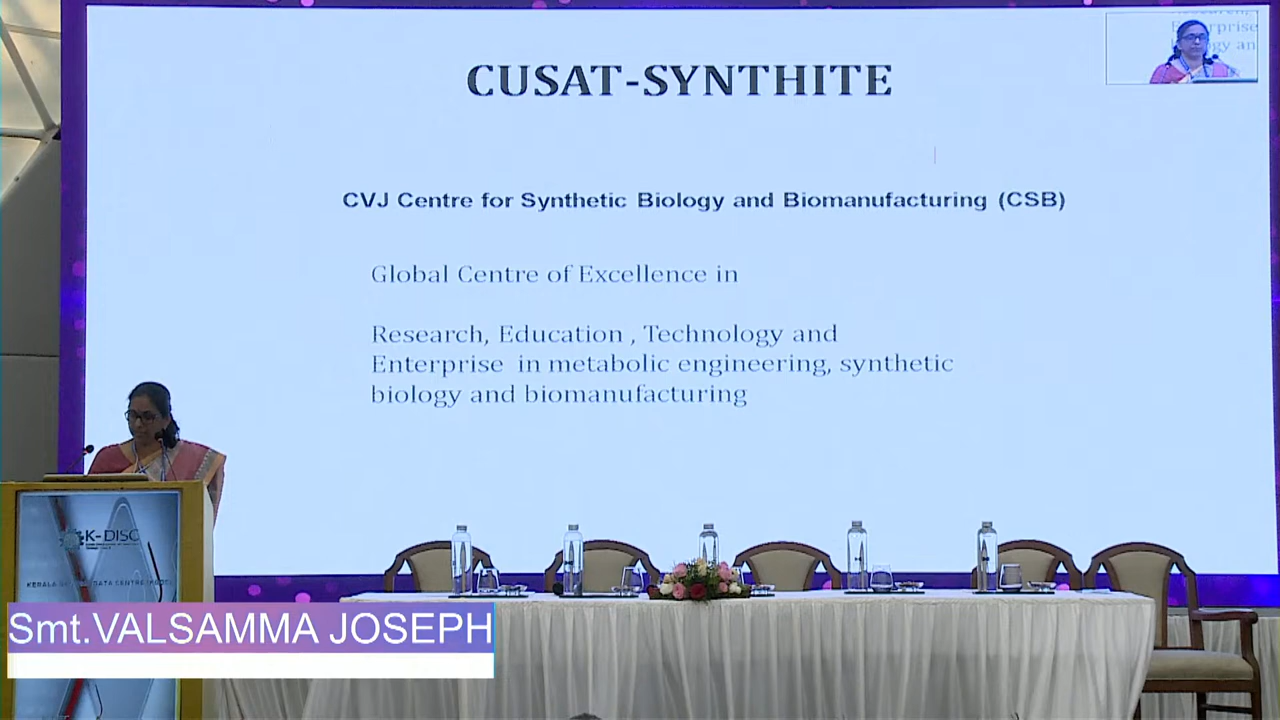 CUSAT-SYNTHITE
CVJ Centre for Synthetic Biology and Biomanufacturing (CSB)
Global Centre of Excellence in
Research, Education , Technology and
Enterprise in metabolic engineering, synthetic
biology and biomanufacturing
K-DISC
Smt.VALSAMMA JOSEPH